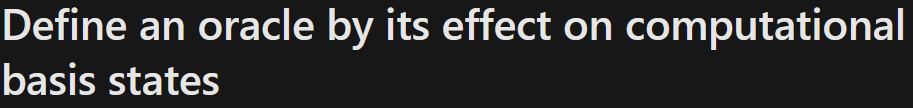 Define an oracle by its effect on computational
basis states